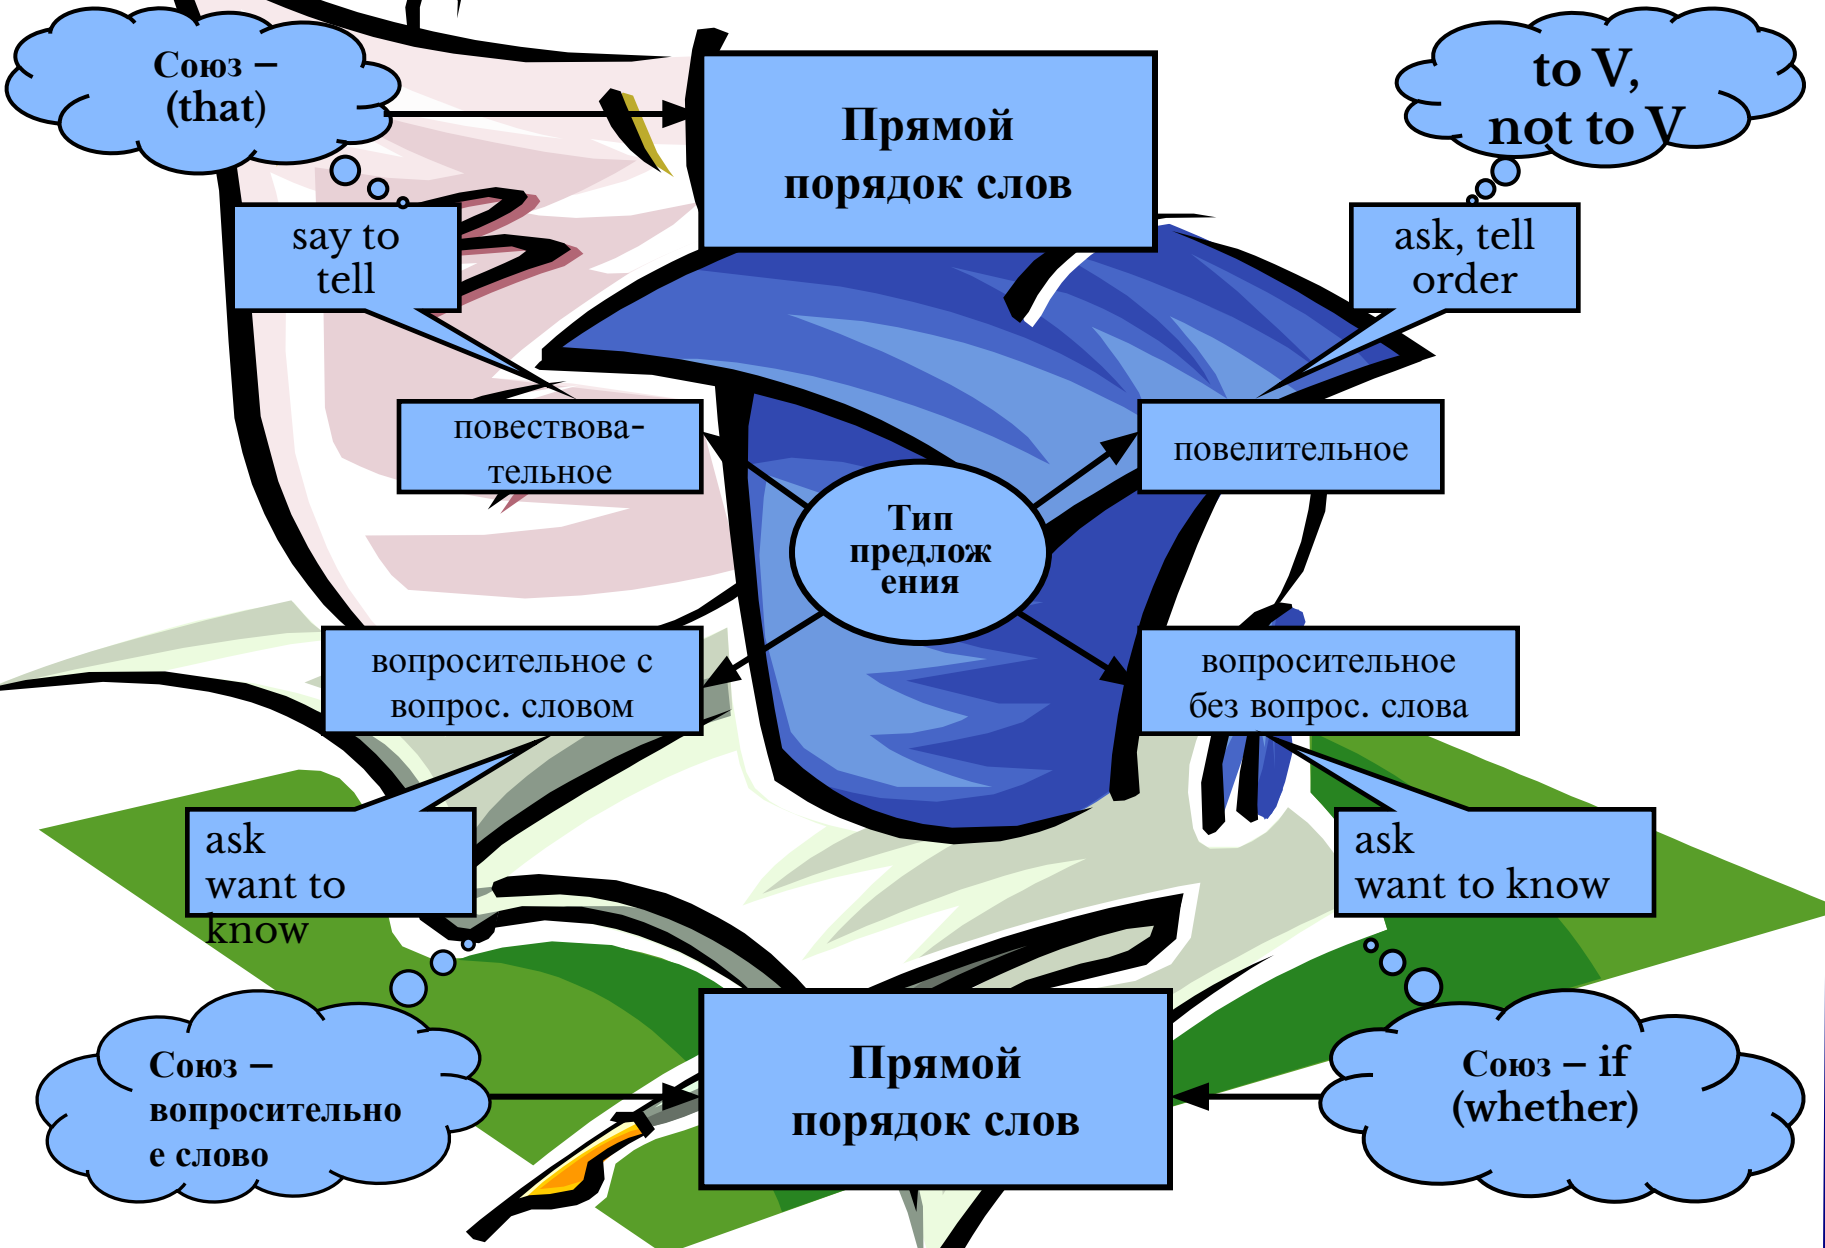 Союз –
(that)
Прямой
порядок слов
to V,
not to V
say to
tell
ask, tell
order
повествова-
тельное
повелительное
Тип
предлож
ения
вопросительное с
вопрос. словом
вопросительное
без вопрос. слова
ask
want to
know
ask
want to know
Союз –
вопросительно
е слово
Прямой
порядок слов
Союз – if
(whether)